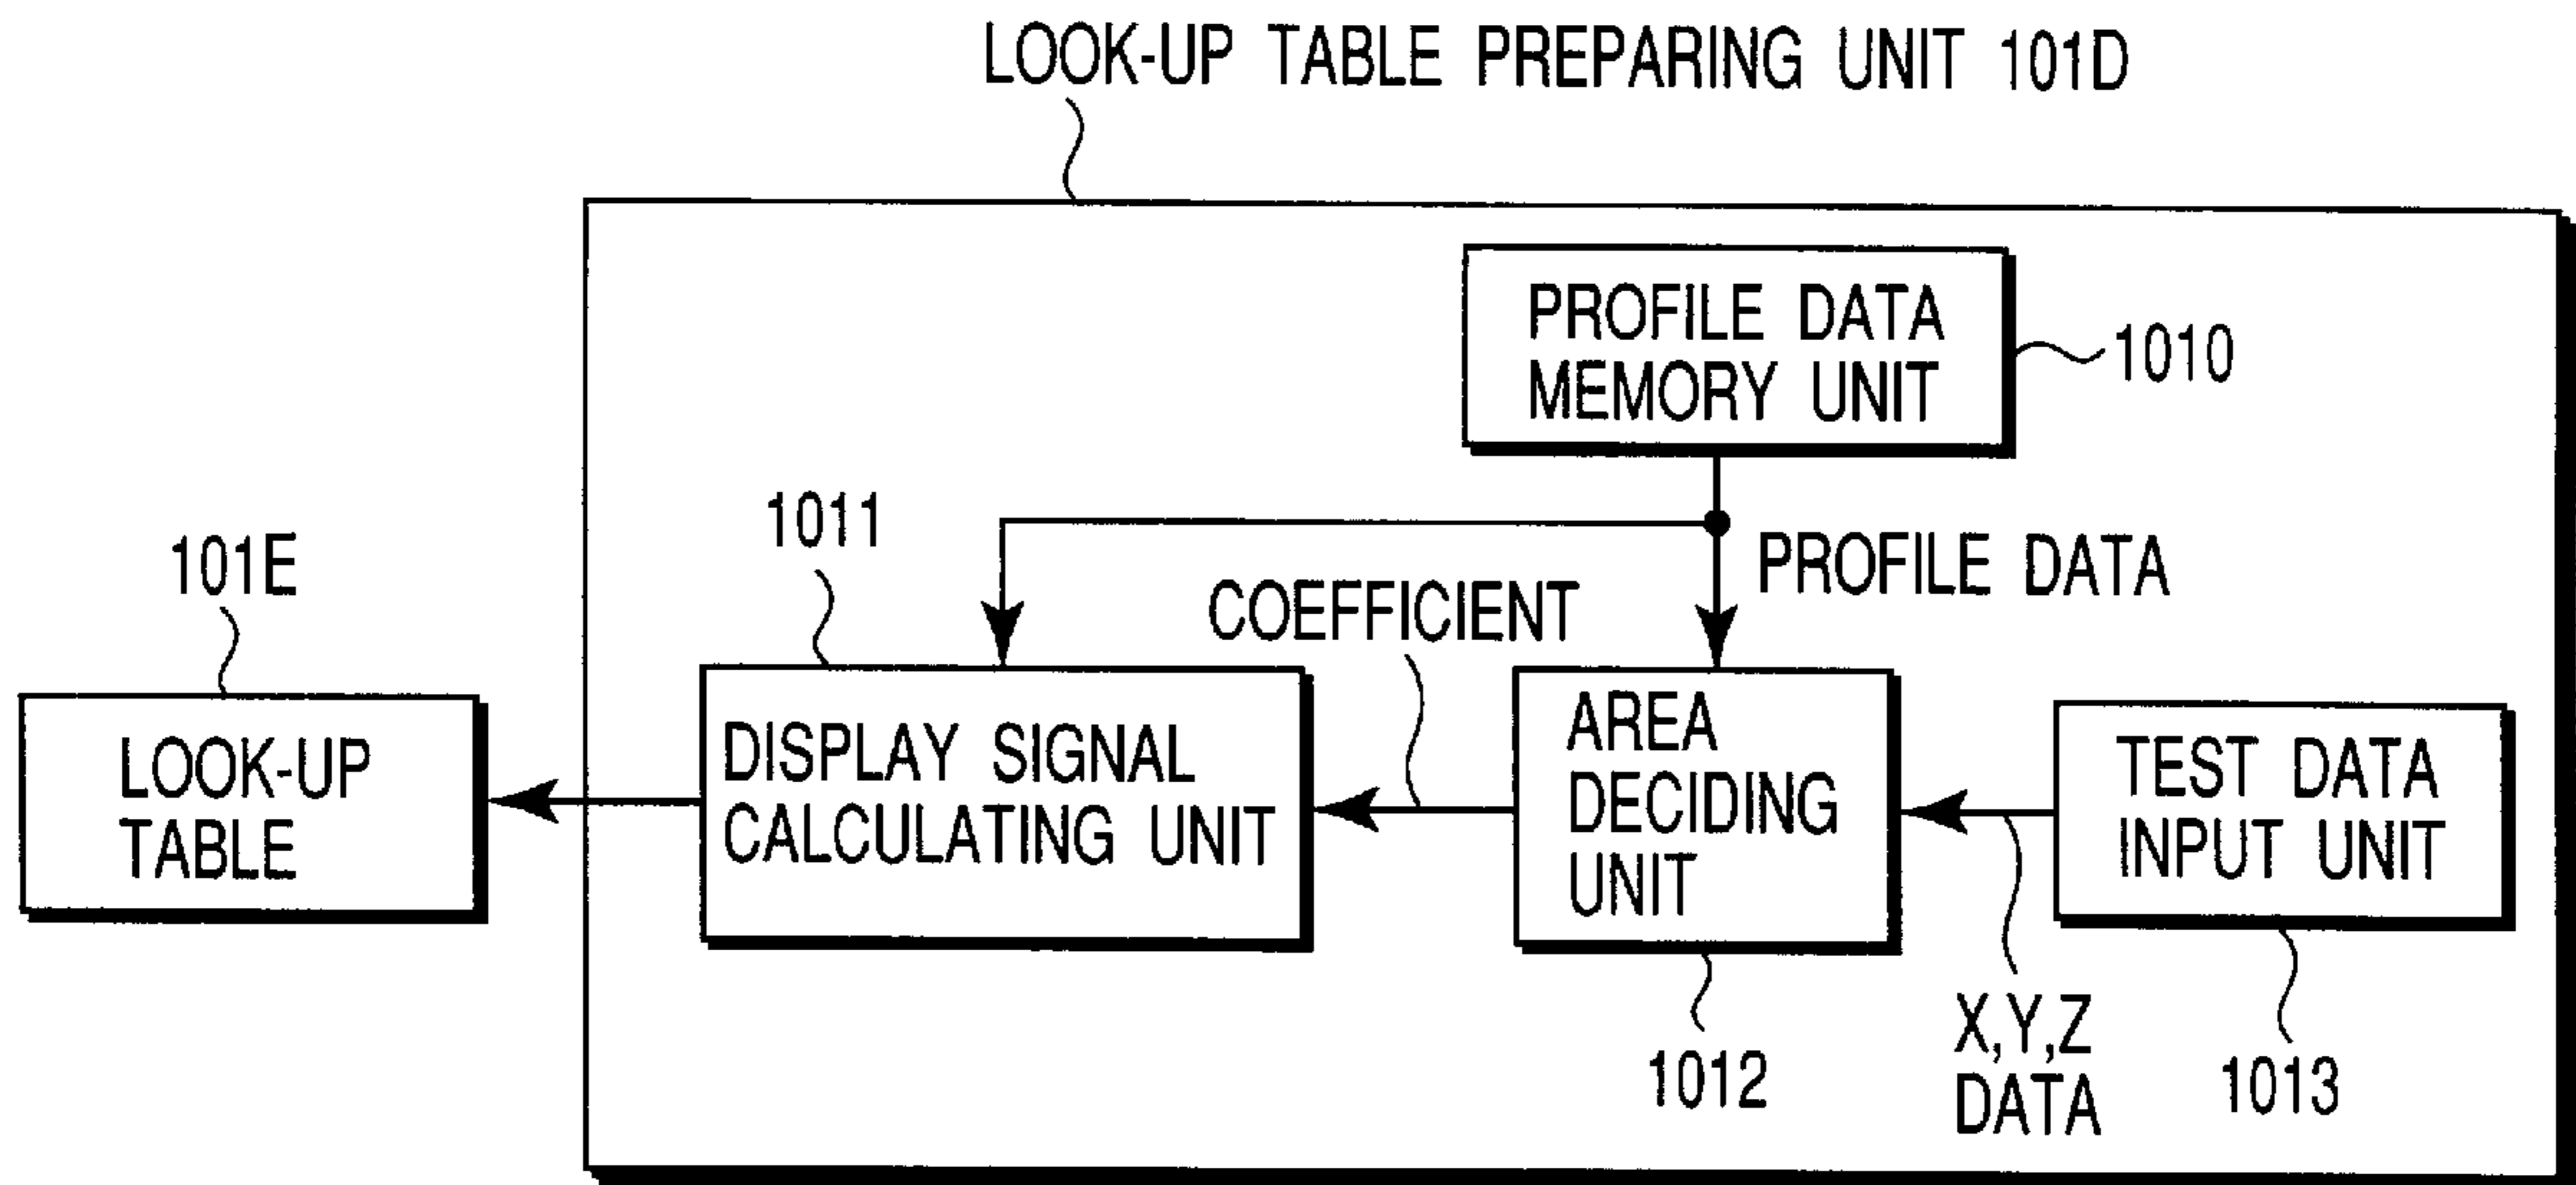 LOOK-UP TABLE PREPARING UNIT 101D
PROFILE DATA
MEMORY UNIT
1010
1011
PROFILE DATA
101E
COEFFICIENT
LOOK-UP
TABLE
DISPLAY SIGNAL
CALCULATING UNIT
AREA
DECIDING
UNIT
TEST DATA
INPUT UNIT
X,Y,Z
DATA
1012
1013